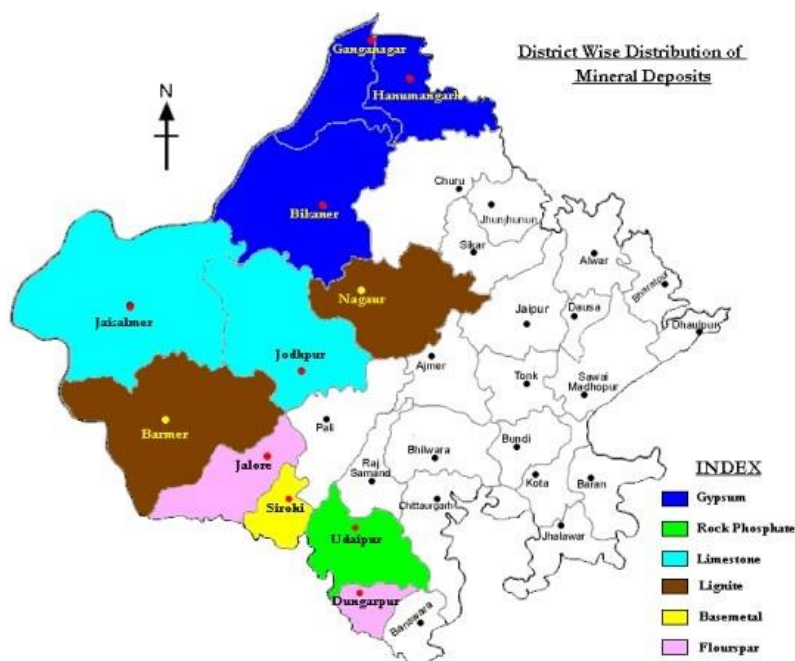 Ganganagar
District Wise Distribution of
Mineral Deposits
Hanumangarh
N
Bikaner
Churu
Jhunjhunun
Sikar
Alwar
Bharatpur
Nagaur
Jaisalmer
Jaipur
Dausa
Dhaulpur
Jodhpur
Ajmer
Tonk
Sawai
Madhopur
Barmer
Pali
Jalore
Bhilwara
Bundi
Raj
Samand
Kota
Baran
Siroki
Chittaurgarh
Udaipur
Jhalawar
Dungarpur
Banswara
INDEX
Gypsum
Rock Phosphate
Limestone
Lignite
Basemetal
Flourspar